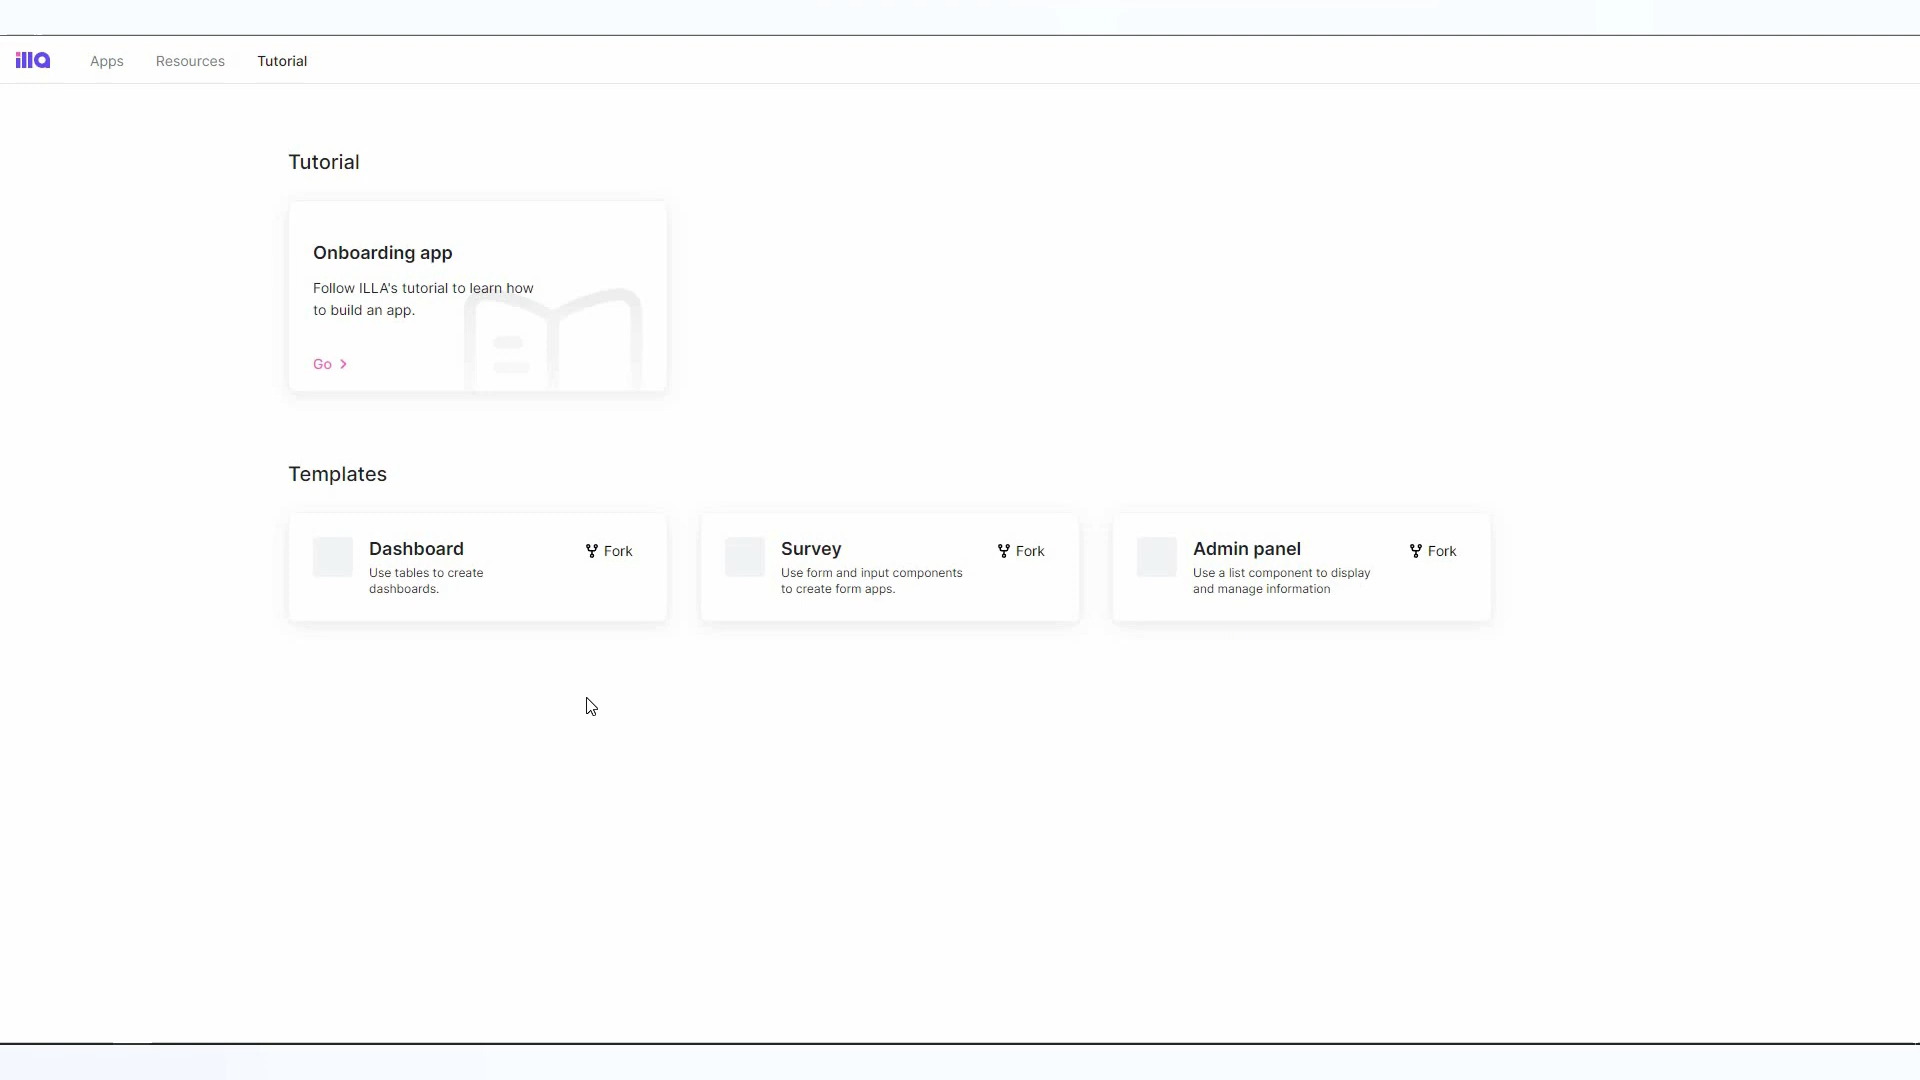 illa
Apps
Resources
Tutorial
Tutorial
Onboarding app
Follow ILLA's tutorial to learn how
to build an app.
Go
Templates
Dashboard
Use tables to create
dashboards.
Fork
Survey
Use form and input components
to create form apps.
Fork
Admin panel
Use a list component to display
and manage information
Fork